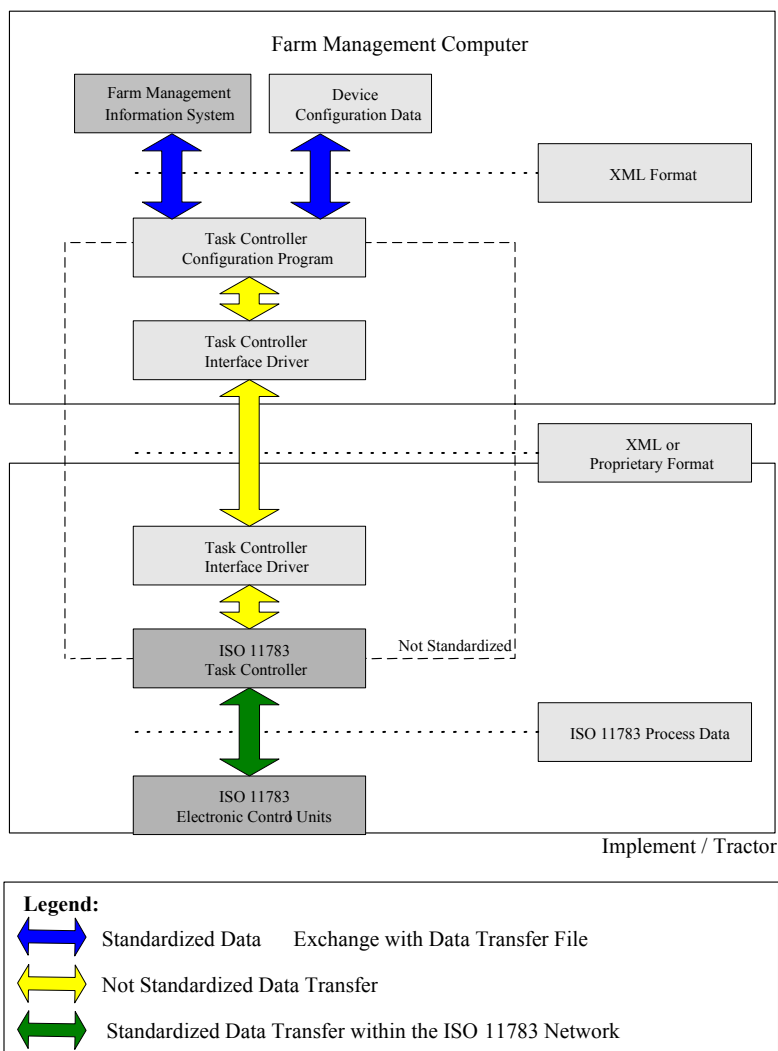 Farm Management Computer
Farm Management
Information System
Device
Configuration Data
XML Format
Task Controller
Configuration Program
Task Controller
Interface Driver
XML or
Proprietary Format
Task Controller
Interface Driver
ISO 11783
Task Controller
Not Standardized
ISO 11783 Process Data
ISO 11783
Electronic Control Units
Implement / Tractor
Legend:
Standardized Data Exchange with Data Transfer File
Not Standardized Data Transfer
Standardized Data Transfer within the ISO 11783 Network